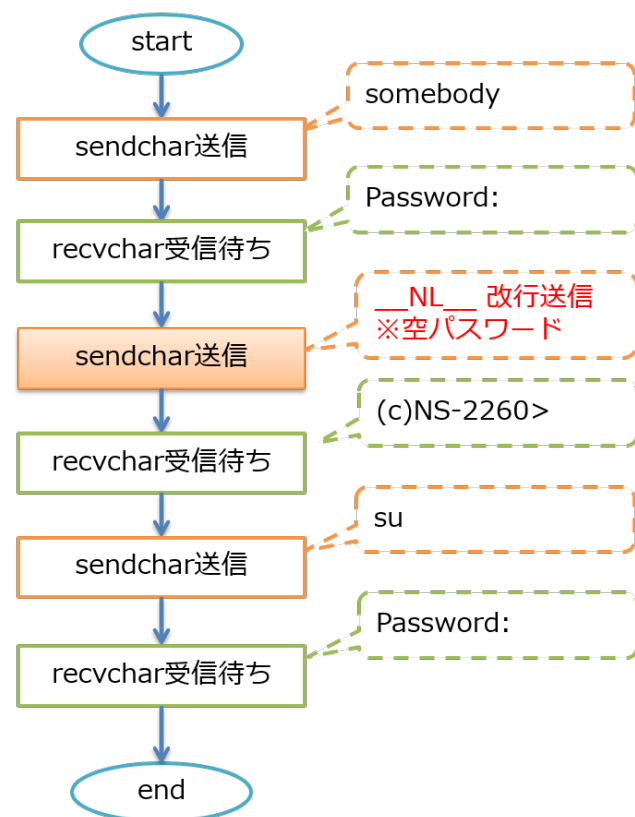 start
somebody
sendchar送信
Password:
recvchar受信待ち
__NL__ 改行送信
※空パスワード
sendchar送信
(c)NS-2260>
recvchar受信待ち
su
sendchar送信
Password:
recvchar受信待ち
end